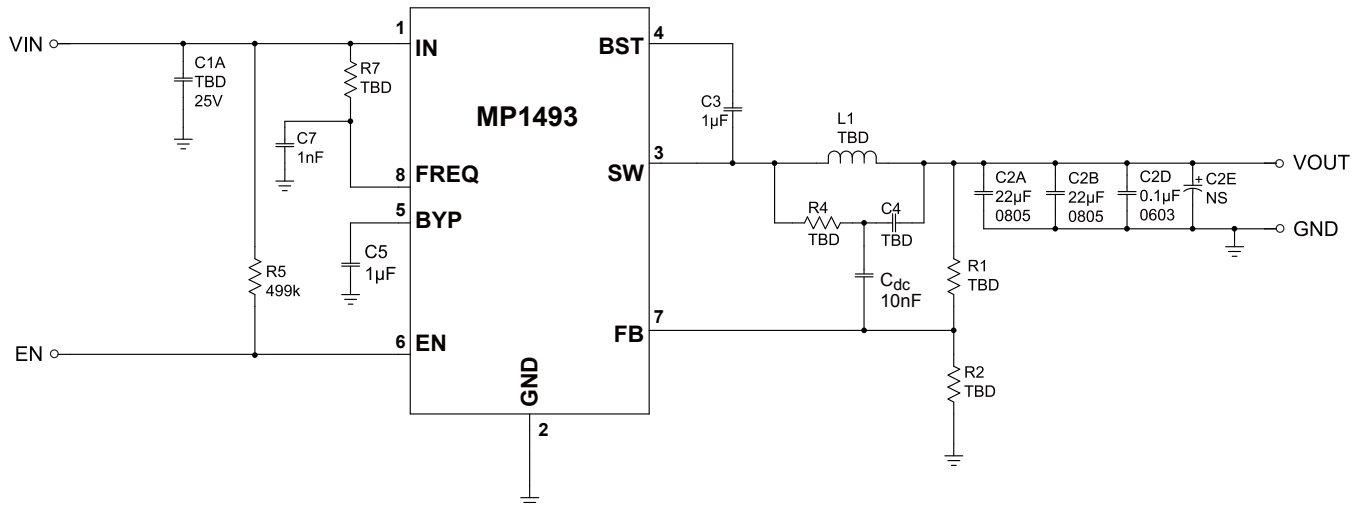 VIN
C1A
TBD
25V
R7
TBD
C7
1nF
C5
1µF
R5
499k
EN
1
IN
8
FREQ
5
BYP
6
EN
MP1493
4
BST
3
SW
7
FB
GND
2
C3
1µF
L1
TBD
R4
TBD
C4
TBD
Cdc
10nF
R1
TBD
R2
TBD
C2A
22µF
0805
C2B
22µF
0805
C2D
0.1µF
0603
+
C2E
NS
VOUT
GND